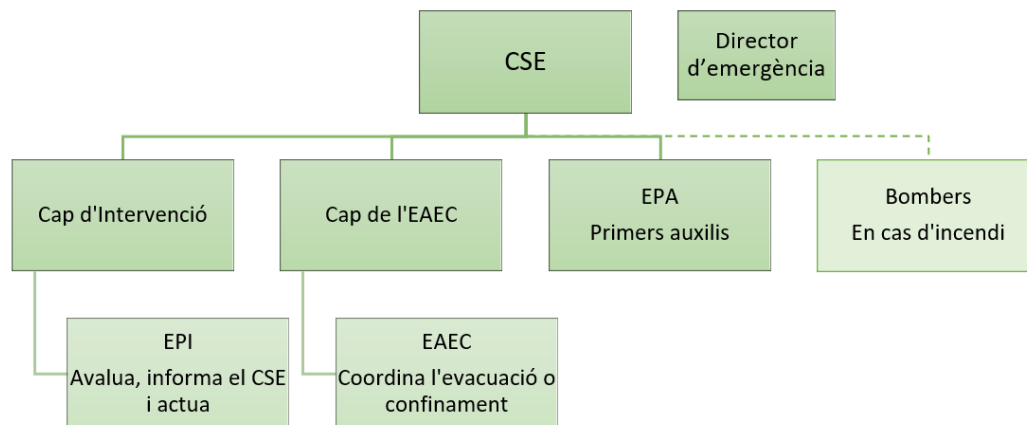 CSE
Director
d’emergència
Cap d'Intervenció
Cap de l'EAEC
EPA
Primers auxilis
Bombers
En cas d'incendi
EPI
Avalua, informa el CSE
i actua
EAEC
Coordina l'evacuació o
confinament